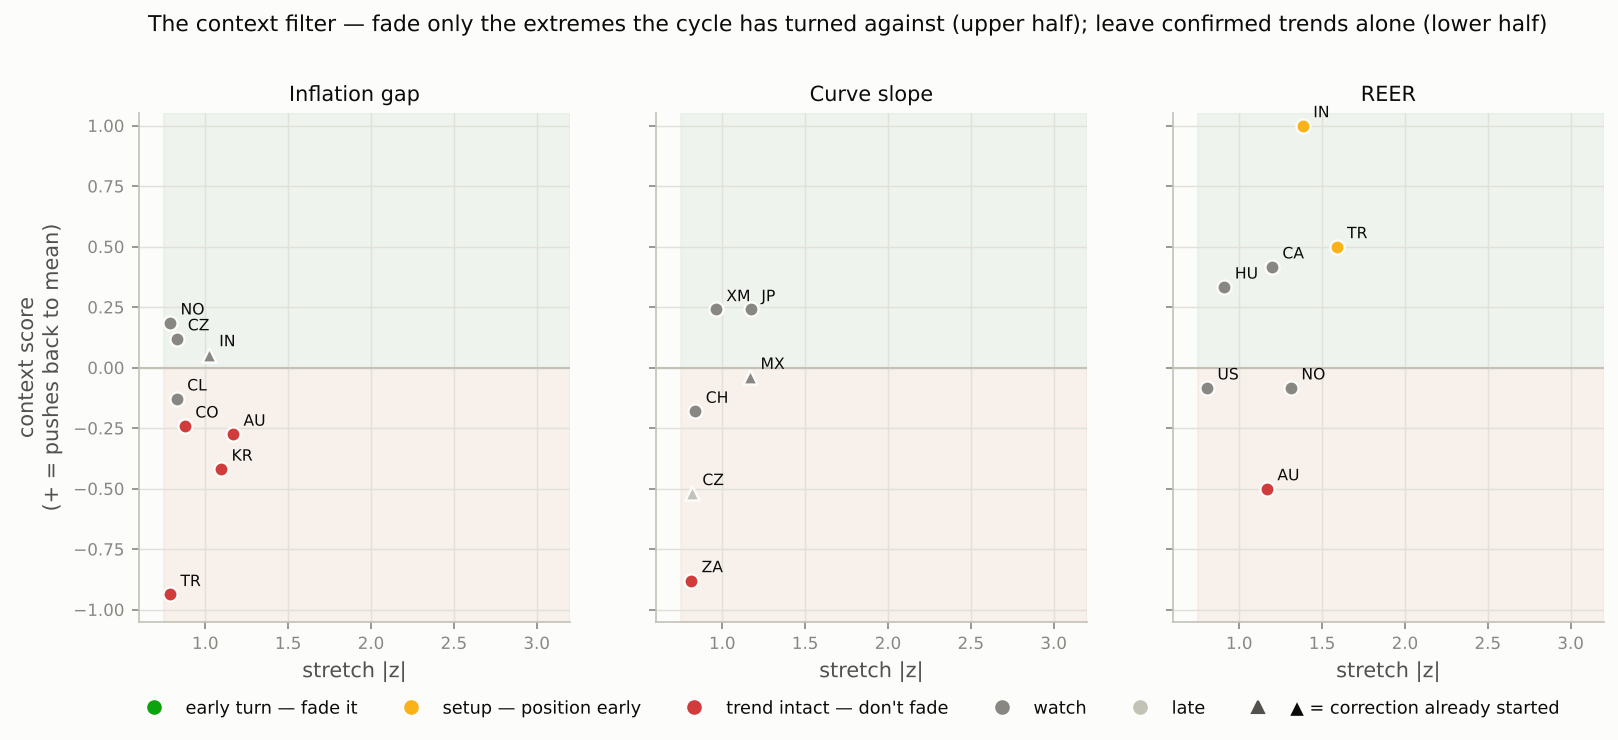 The context filter — fade only the extremes the cycle has turned against (upper half); leave confirmed trends alone (lower half)
Inflation gap
Curve slope
REER
context score
(+ = pushes back to mean)
1.00
0.75
0.50
0.25
0.00
−0.25
−0.50
−0.75
−1.00
NO
CZ
IN
CL
CO
AU
KR
TR
XM
JP
MX
CH
CZ
ZA
IN
TR
CA
HU
US
NO
AU
1.0 1.5 2.0 2.5 3.0
1.0 1.5 2.0 2.5 3.0
1.0 1.5 2.0 2.5 3.0
stretch |z|
stretch |z|
stretch |z|
early turn — fade it
setup — position early
trend intact — don't fade
watch
late
▲ = correction already started